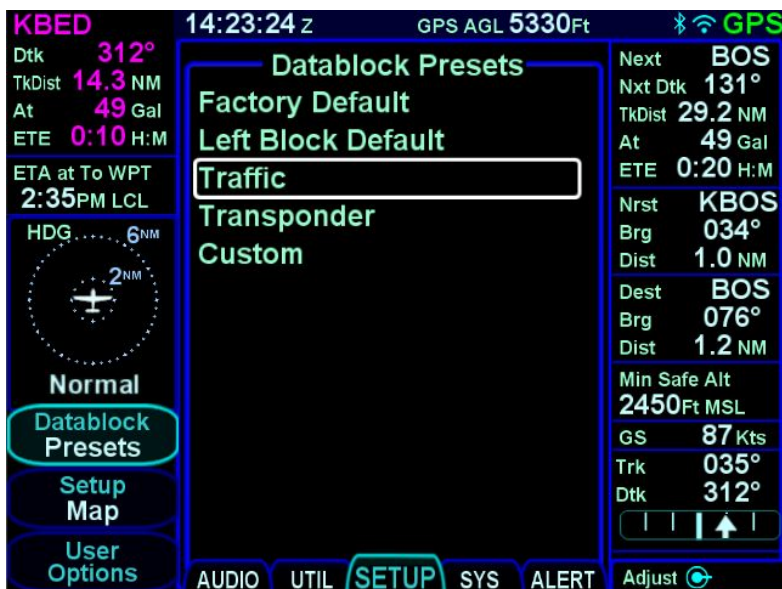 KBED
Dtk 312°
TkDist 14.3 NM
At 49 Gal
ETE 0:10 H:M
ETA at To WPT
2:35PM LCL
HDG 6NM
2NM
Normal
Datablock
Presets
Setup
Map
User
Options
14:23:24 Z GPS AGL 5330Ft GPS
Datablock Presets
Factory Default
Left Block Default
Traffic
Transponder
Custom
AUDIO UTIL SETUP SYS ALERT
Next BOS
Nxt Dtk 131°
TkDist 29.2 NM
At 49 Gal
ETE 0:20 H:M
Nrst KBOS
Brg 034°
Dist 1.0 NM
Dest BOS
Brg 076°
Dist 1.2 NM
Min Safe Alt
2450Ft MSL
GS 87 Kts
Trk 035°
Dtk 312°
Adjust